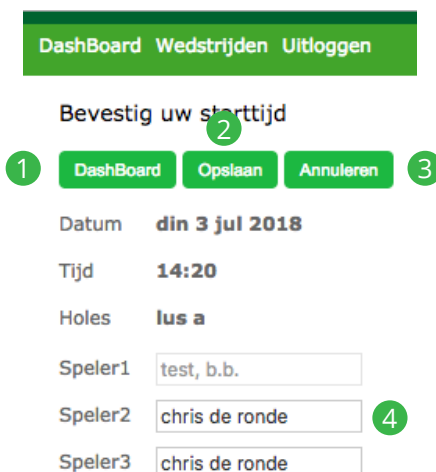 DashBoard Wedstrijden Uitloggen
Bevestig uw starttijd
2
1 DashBoard Opslaan Annuleren 3
Datum din 3 jul 2018
Tijd 14:20
Holes lus a
Speler1 test, b.b.
Speler2 chris de ronde 4
Speler3 chris de ronde